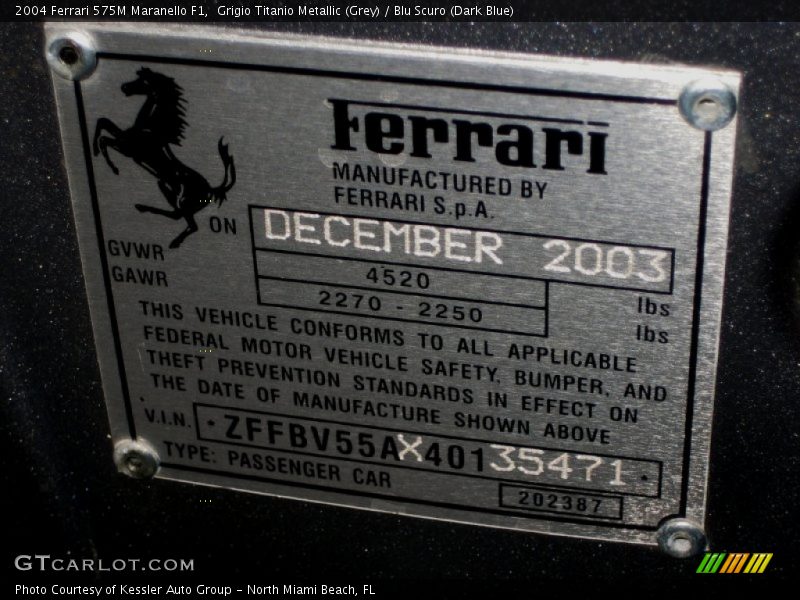 2004 Ferrari 575M Maranello F1, Grigio Titanio Metallic (Grey) / Blu Scuro (Dark Blue)
Ferrari
MANUFACTURED BY
FERRARI S.p.A.
ON DECEMBER 2003
GVWR 4520 lbs
GAWR 2270 - 2250 lbs
THIS VEHICLE CONFORMS TO ALL APPLICABLE
FEDERAL MOTOR VEHICLE SAFETY, BUMPER, AND
THEFT PREVENTION STANDARDS IN EFFECT ON
THE DATE OF MANUFACTURE SHOWN ABOVE
V.I.N. * ZFFBV55AX40135471 *
TYPE: PASSENGER CAR
202387
GTCARLOT.COM
Photo Courtesy of Kessler Auto Group - North Miami Beach, FL